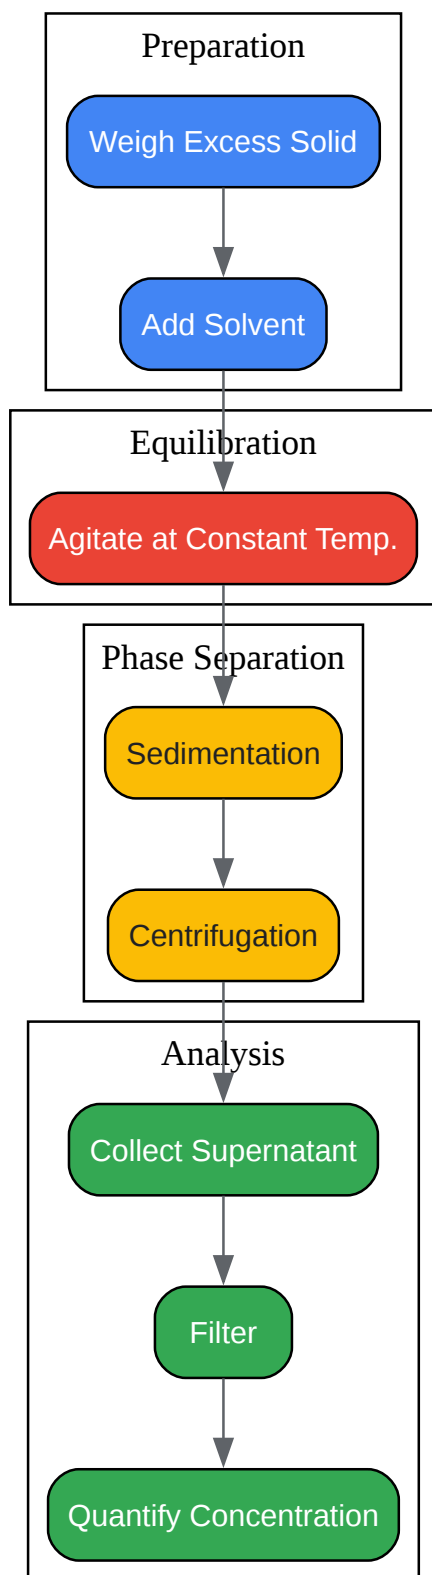 Preparation
Weigh Excess Solid
Add Solvent
Equilibration
Agitate at Constant Temp.
Phase Separation
Sedimentation
Centrifugation
Analysis
Collect Supernatant
Filter
Quantify Concentration